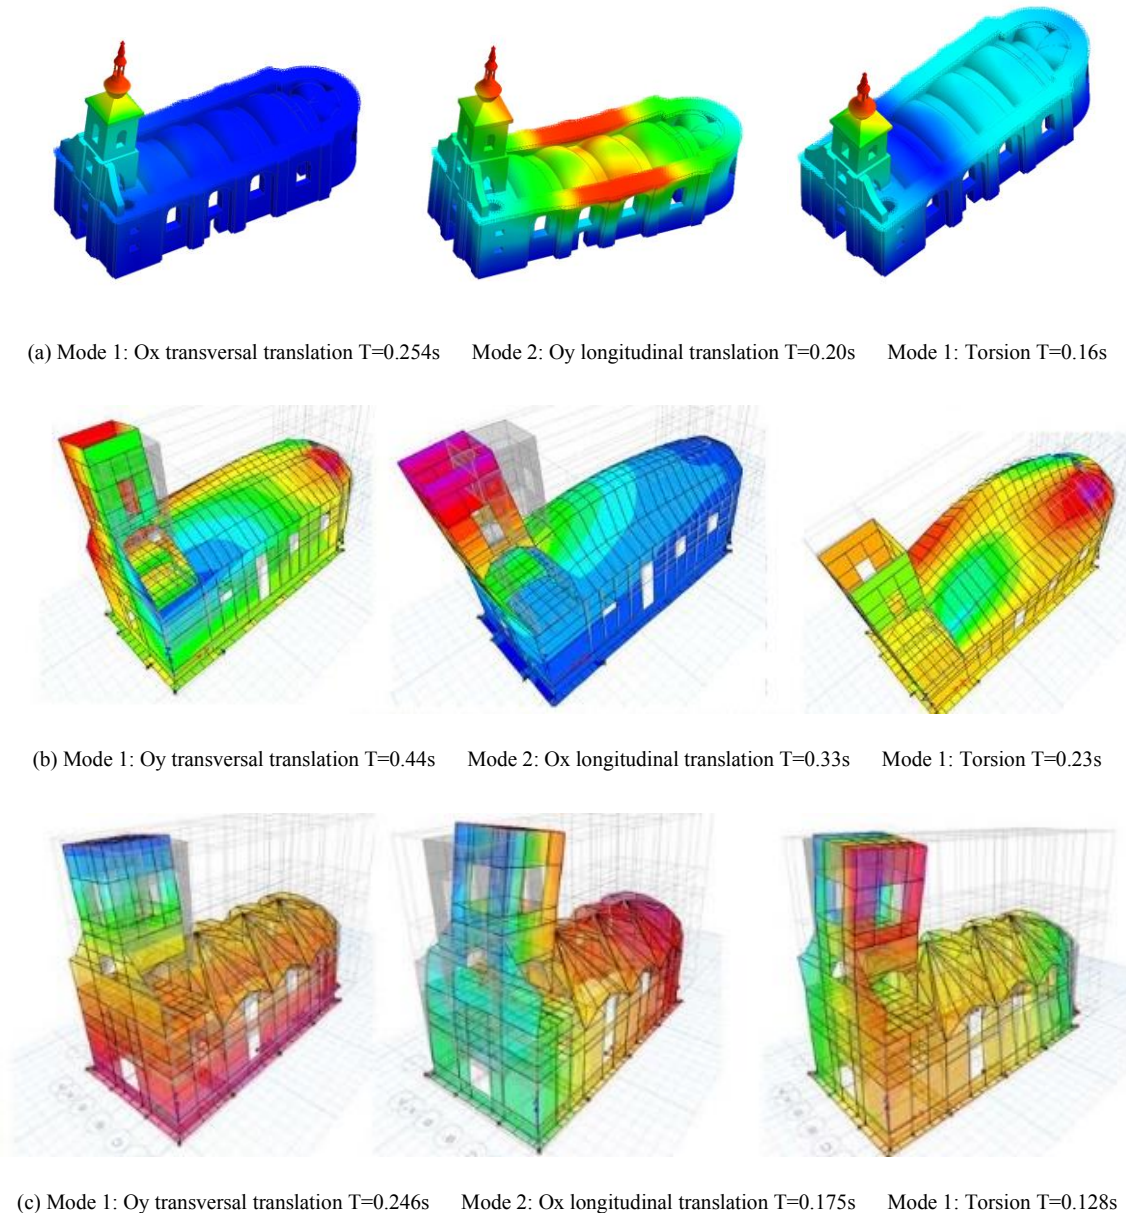 (a) Mode 1: Ox transversal translation T=0.254s Mode 2: Oy longitudinal translation T=0.20s Mode 1: Torsion T=0.16s
(b) Mode 1: Oy transversal translation T=0.44s Mode 2: Ox longitudinal translation T=0.33s Mode 1: Torsion T=0.23s
(c) Mode 1: Oy transversal translation T=0.246s Mode 2: Ox longitudinal translation T=0.175s Mode 1: Torsion T=0.128s